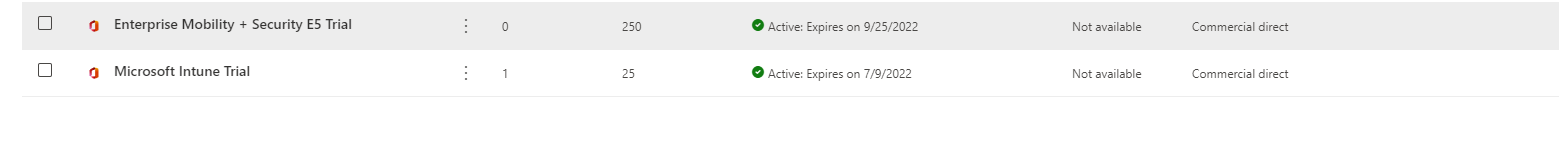 Enterprise Mobility + Security E5 Trial 0 250 Active: Expires on 9/25/2022 Not available Commercial direct
Microsoft Intune Trial 1 25 Active: Expires on 7/9/2022 Not available Commercial direct